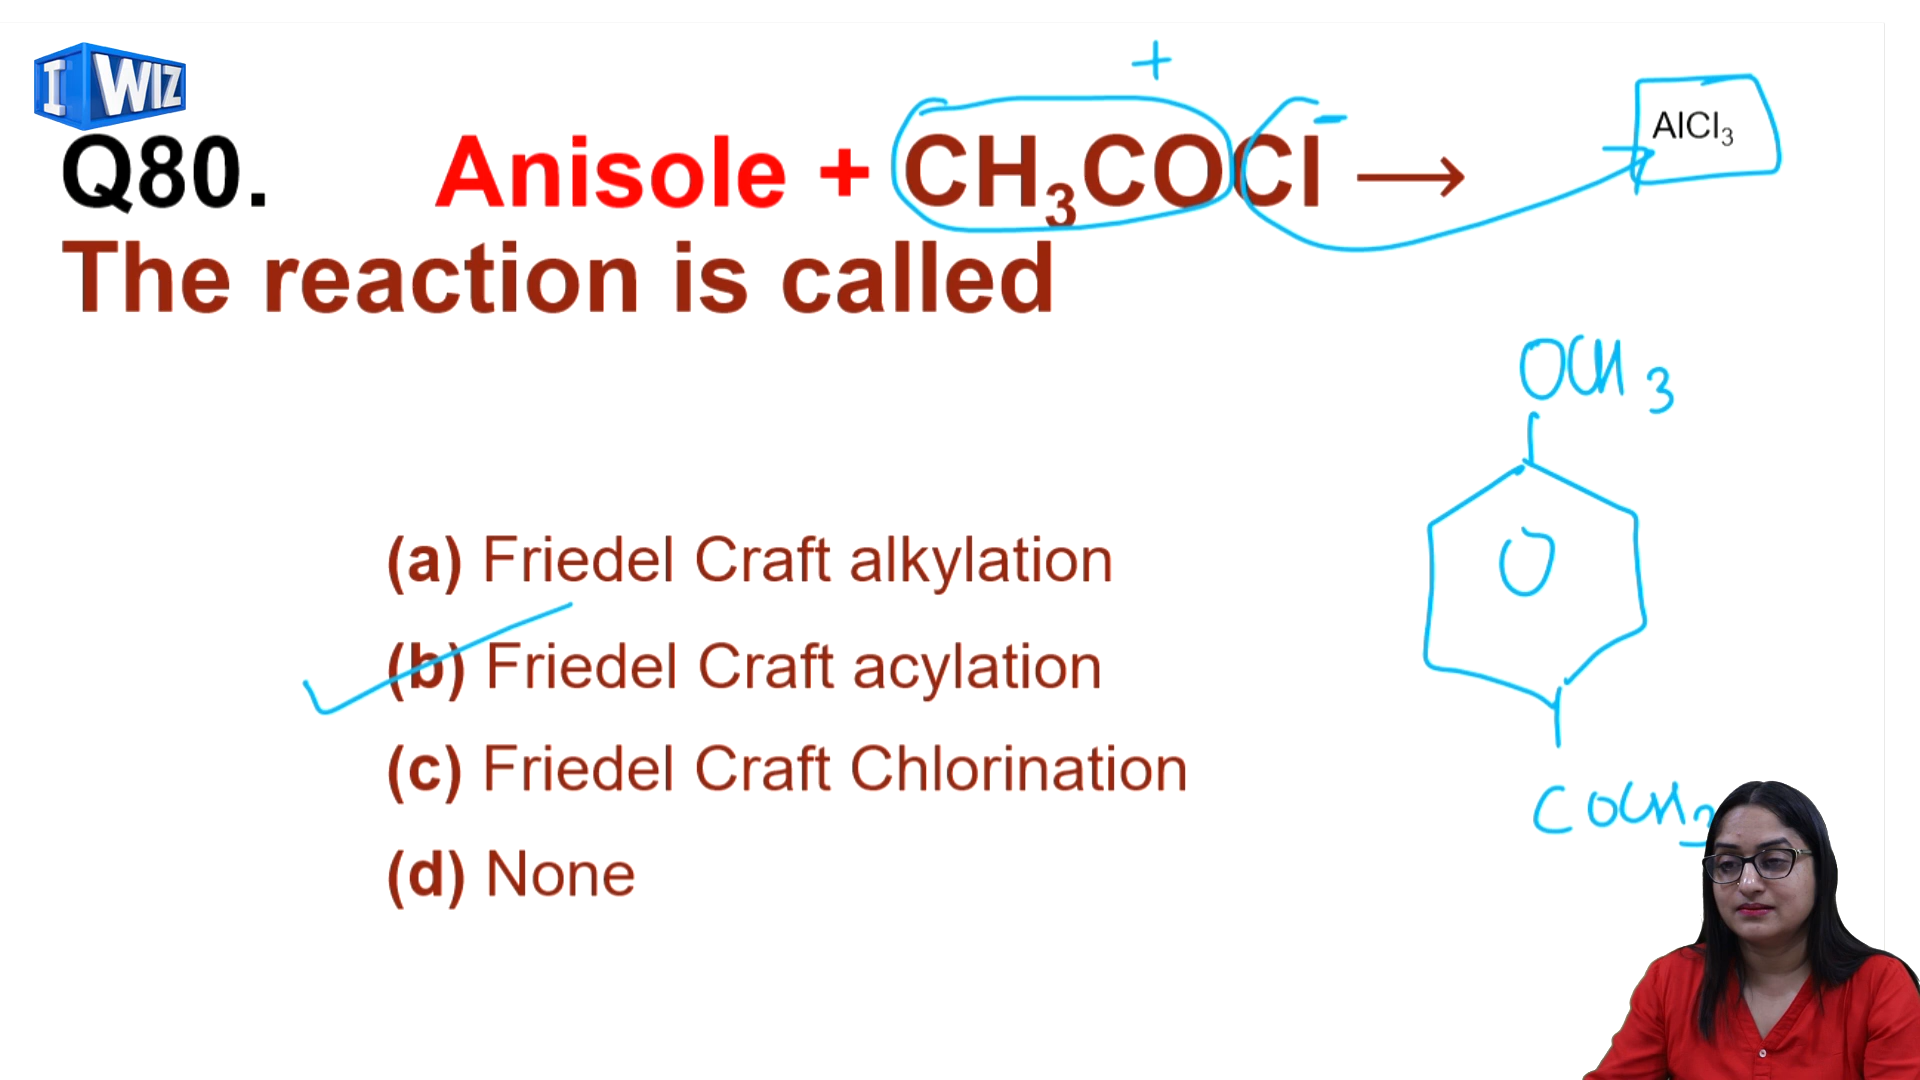 I WIZ
+
-
AlCl₃
Q80. Anisole + CH₃COCl ⟶
The reaction is called
OCH₃
(a) Friedel Craft alkylation
(b) Friedel Craft acylation
(c) Friedel Craft Chlorination
COCH₃
(d) None